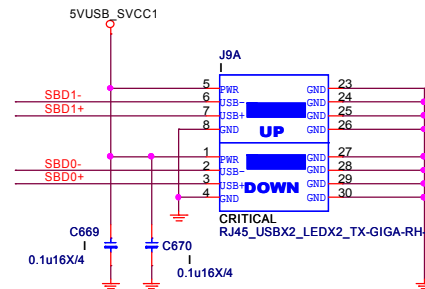 5VUSB_SVCC1
J9A
5 PWR GND 23
SBD1- 6 USB- GND 24
SBD1+ 7 USB+ GND 25
8 GND UP GND 26
1 PWR GND 27
SBD0- 2 USB- GND 28
SBD0+ 3 USB+ DOWN GND 29
4 GND GND 30
CRITICAL
RJ45_USBX2_LEDX2_TX-GIGA-RH-
C669 C670
0.1u16X/4 0.1u16X/4